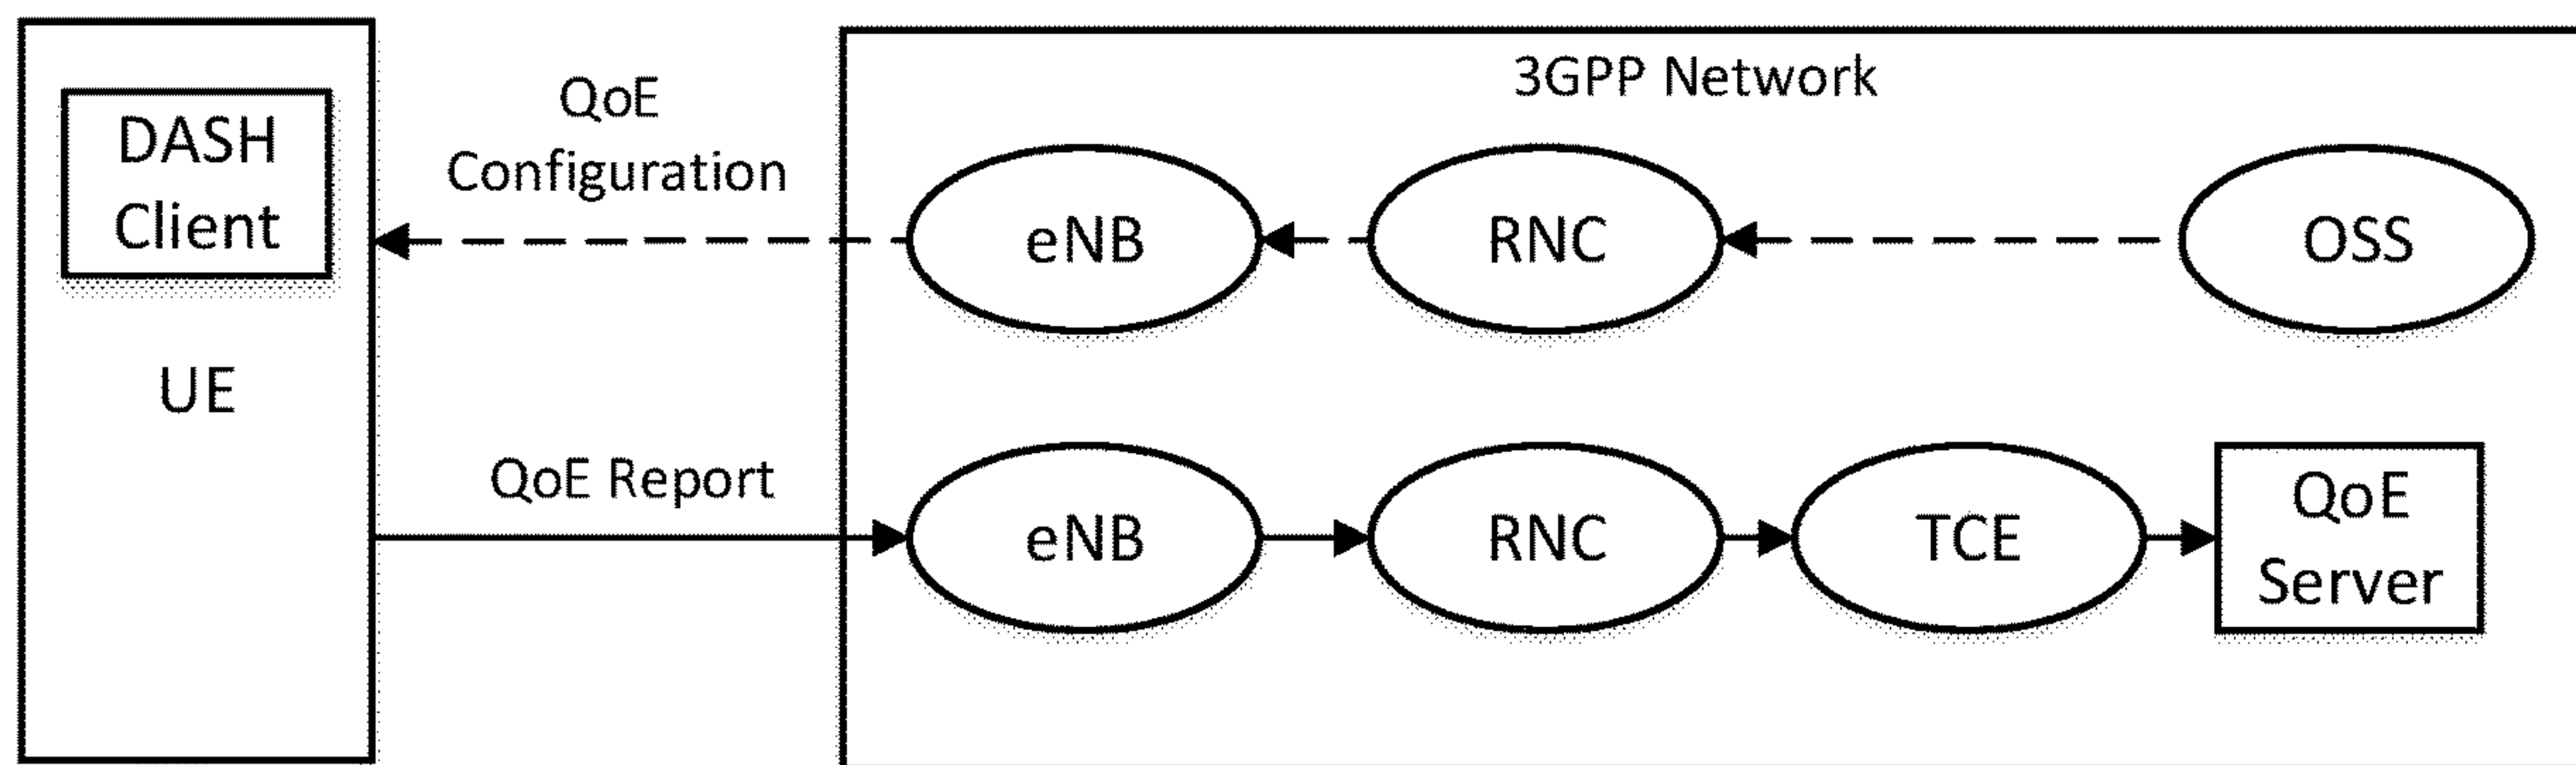 DASH
Client
UE
QoE
Configuration
QoE Report
3GPP Network
eNB
RNC
OSS
eNB
RNC
TCE
QoE
Server